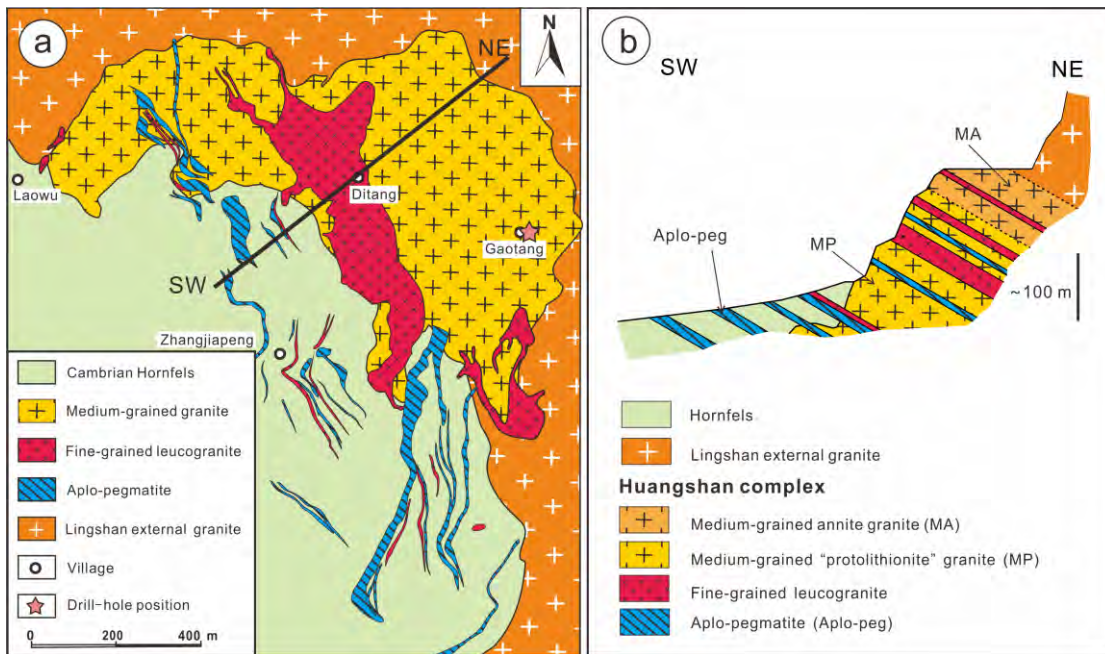 a
N
NE
Laowu
Ditang
Gaotang
SW
Zhangjiapeng
Cambrian Hornfels
Medium-grained granite
Fine-grained leucogranite
Aplo-pegmatite
Lingshan external granite
Village
Drill-hole position
0 200 400 m
b
SW
NE
MA
Aplo-peg
MP
~100 m
Hornfels
Lingshan external granite
Huangshan complex
Medium-grained annite granite (MA)
Medium-grained “protolithionite” granite (MP)
Fine-grained leucogranite
Aplo-pegmatite (Aplo-peg)